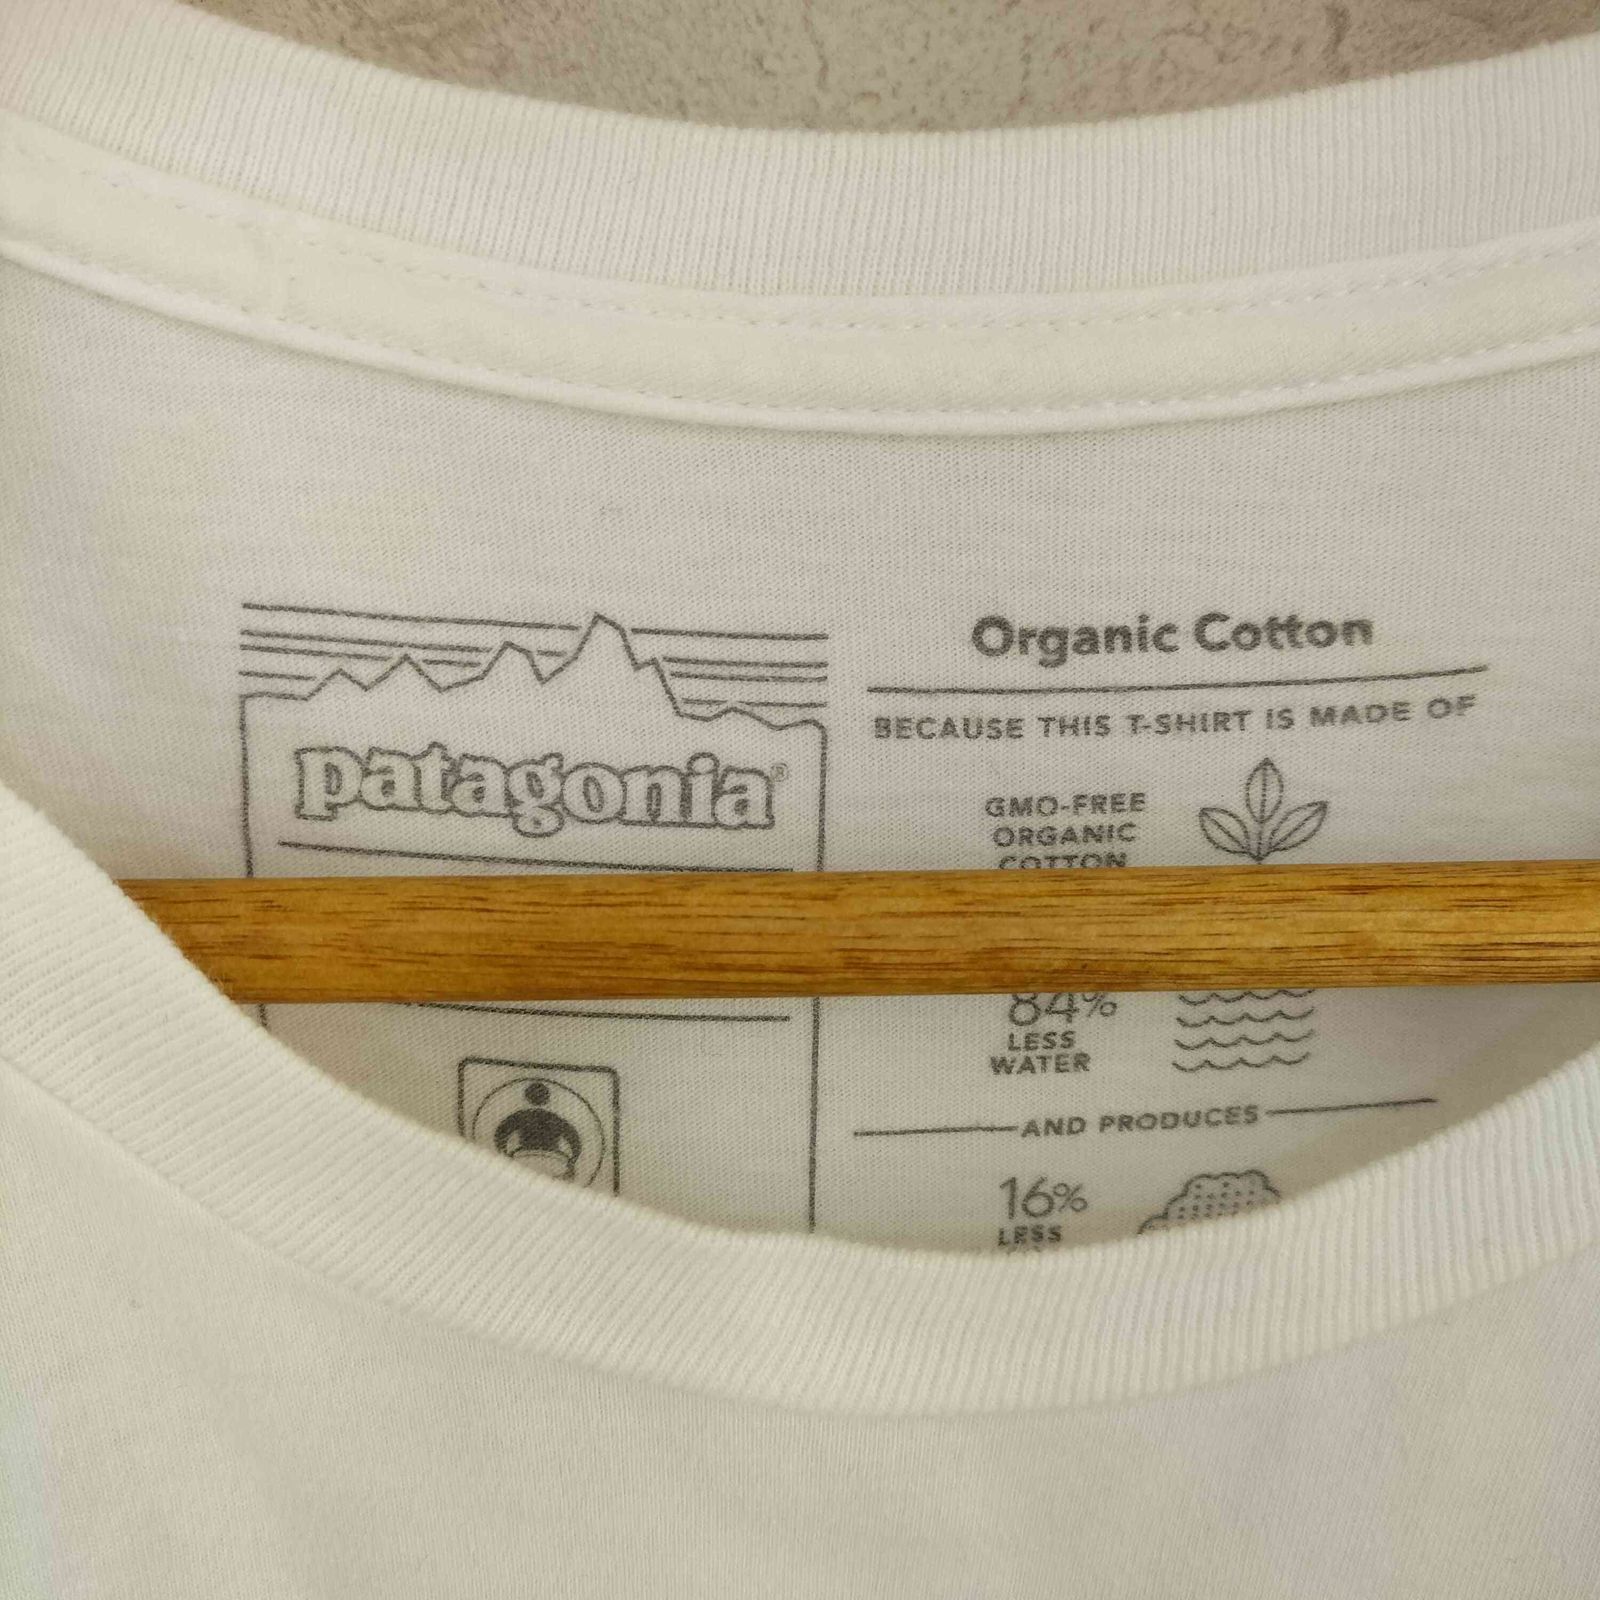 patagonia®
Organic Cotton
BECAUSE THIS T-SHIRT IS MADE OF
GMO-FREE
ORGANIC
COTTON
84%
LESS
WATER
AND PRODUCES
16%
LESS